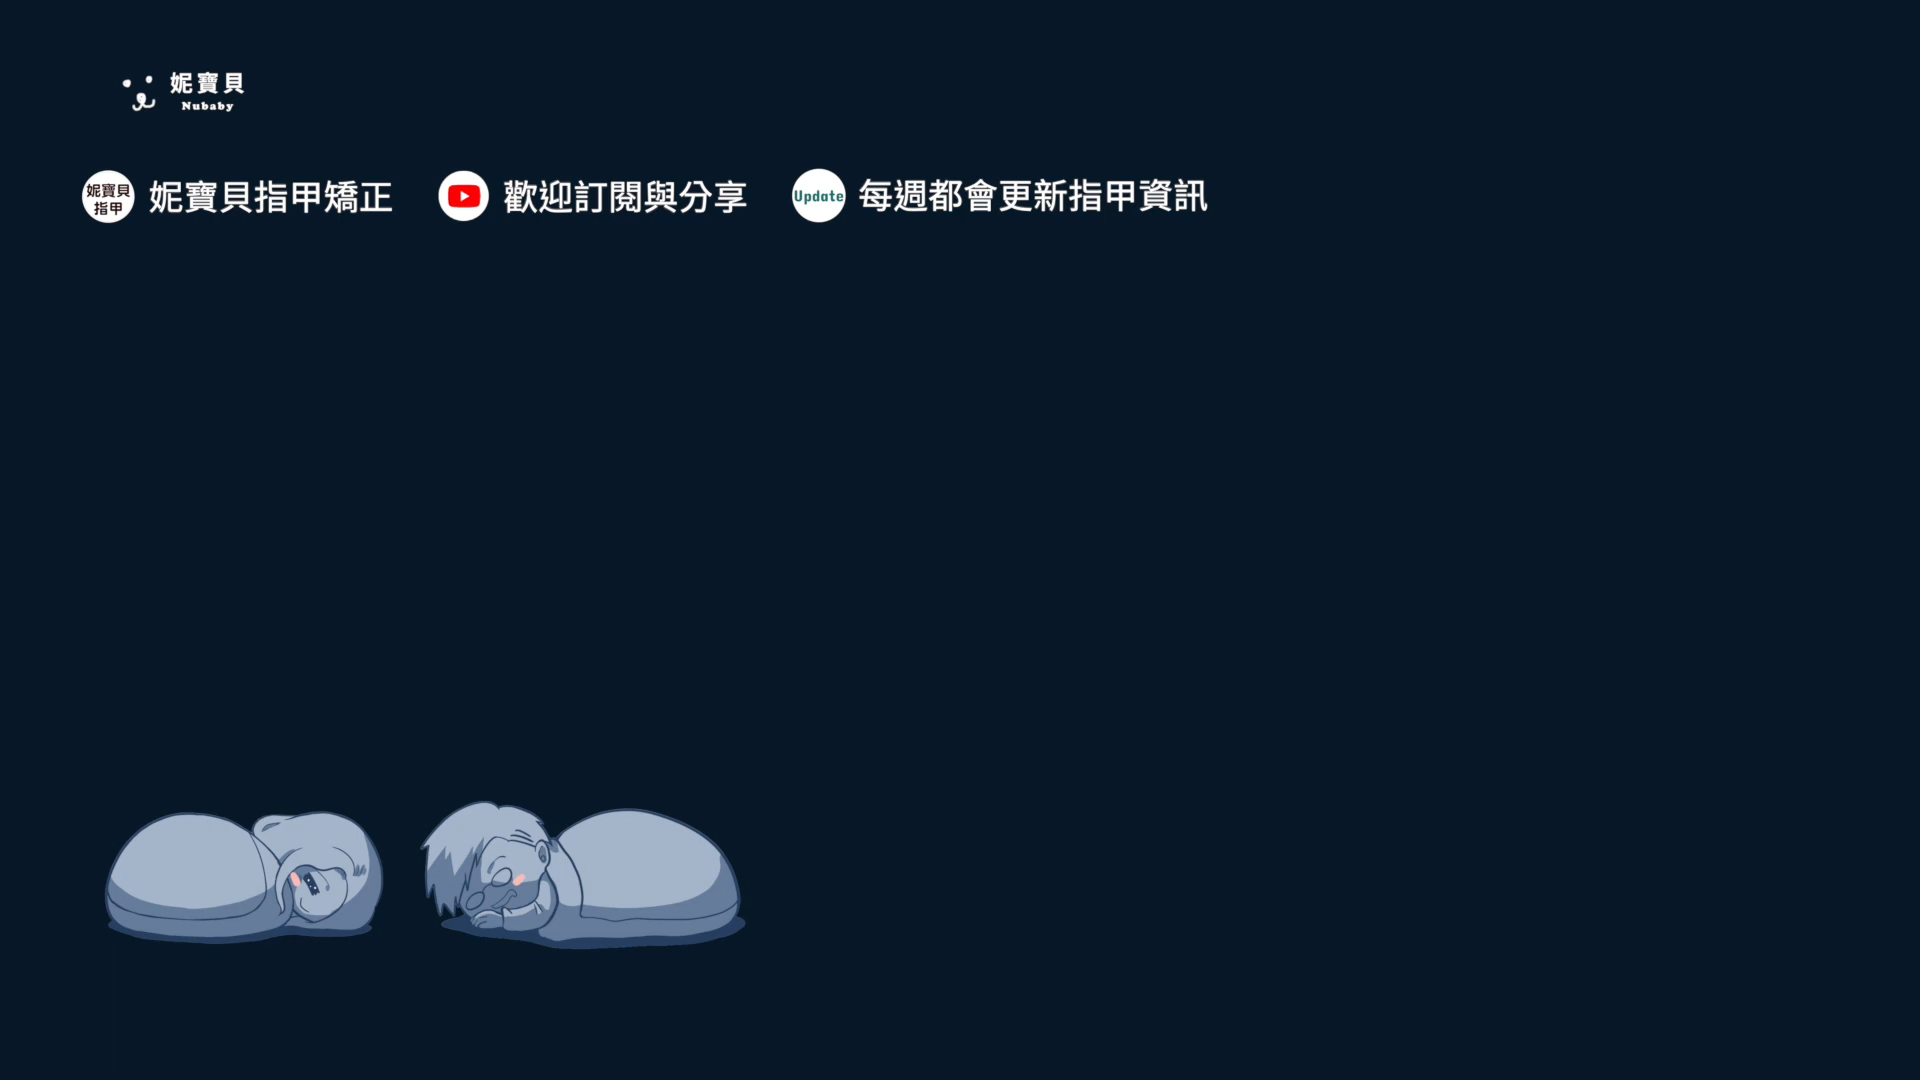 妮寶貝
Nubaby
妮寶貝
指甲
妮寶貝指甲矯正
歡迎訂閱與分享
Update
每週都會更新指甲資訊